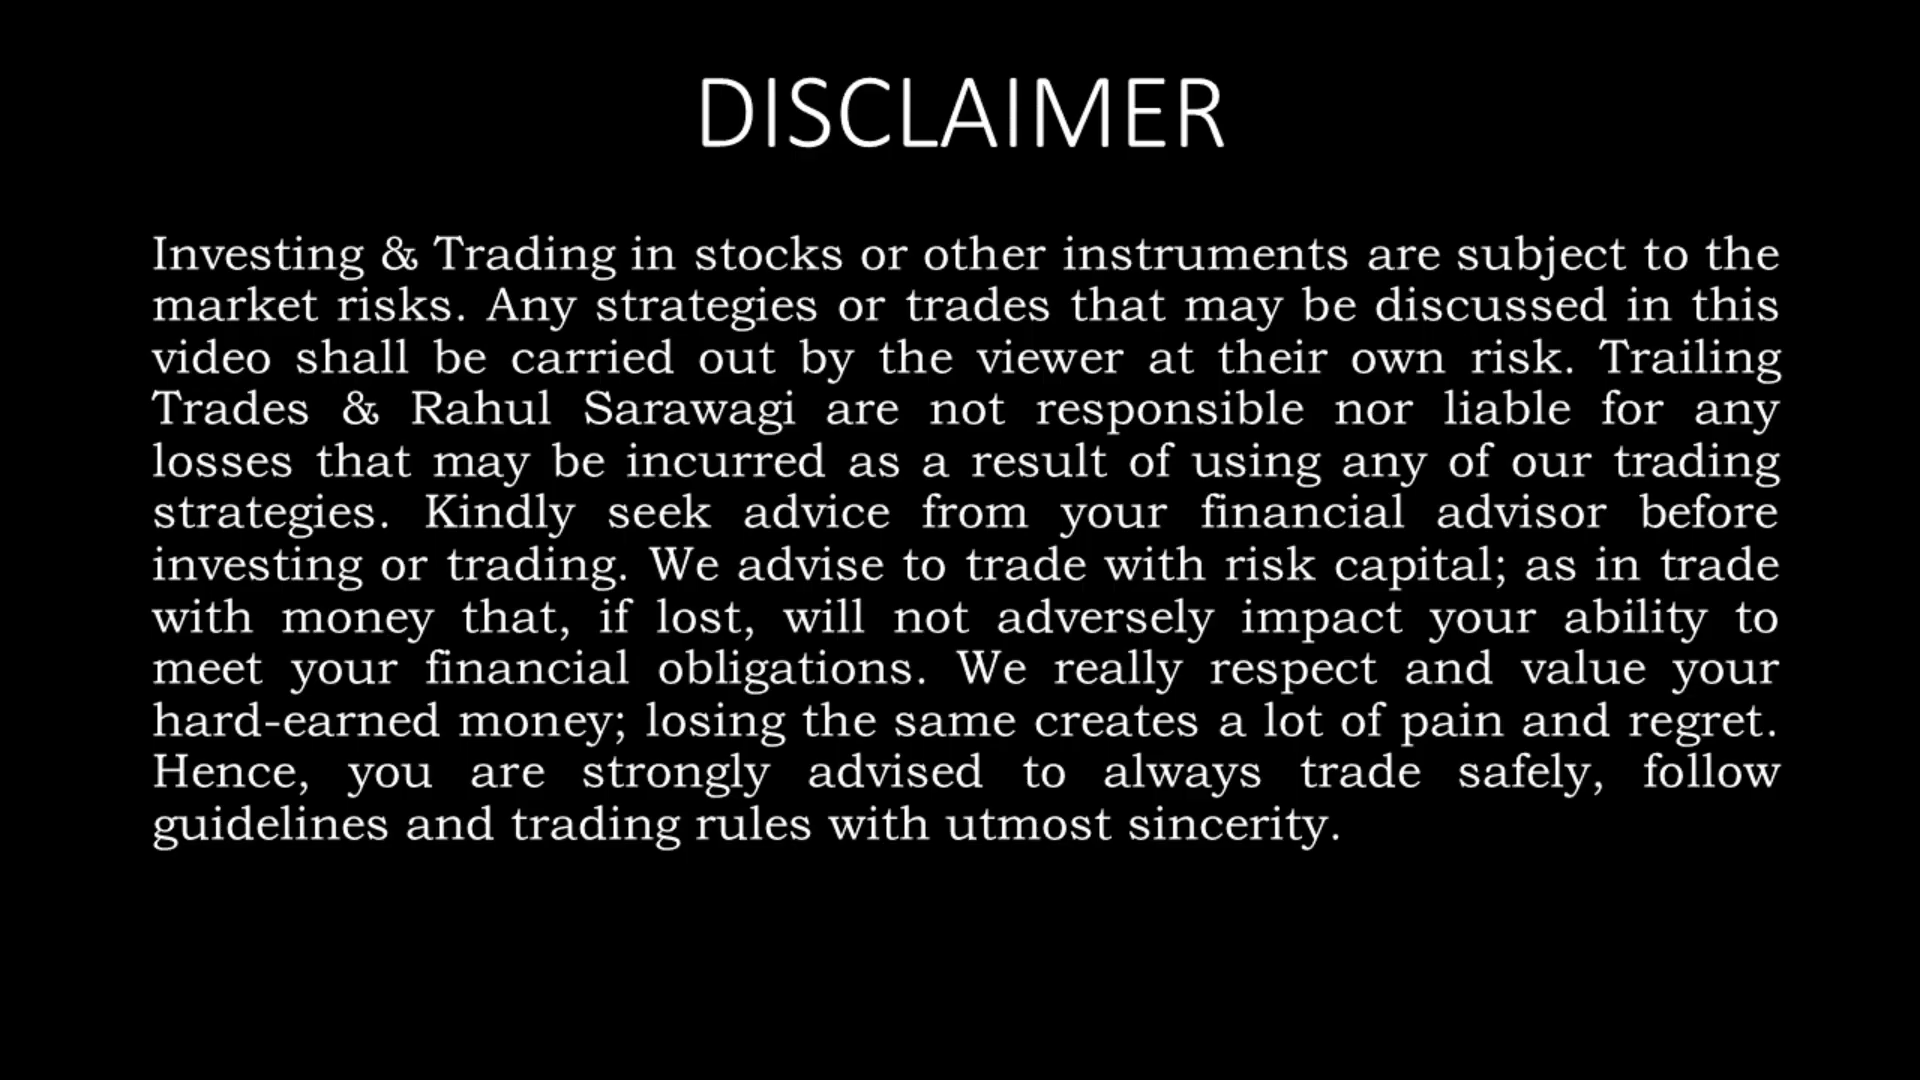 DISCLAIMER
Investing & Trading in stocks or other instruments are subject to the
market risks. Any strategies or trades that may be discussed in this
video shall be carried out by the viewer at their own risk. Trailing
Trades & Rahul Sarawagi are not responsible nor liable for any
losses that may be incurred as a result of using any of our trading
strategies. Kindly seek advice from your financial advisor before
investing or trading. We advise to trade with risk capital; as in trade
with money that, if lost, will not adversely impact your ability to
meet your financial obligations. We really respect and value your
hard-earned money; losing the same creates a lot of pain and regret.
Hence, you are strongly advised to always trade safely, follow
guidelines and trading rules with utmost sincerity.